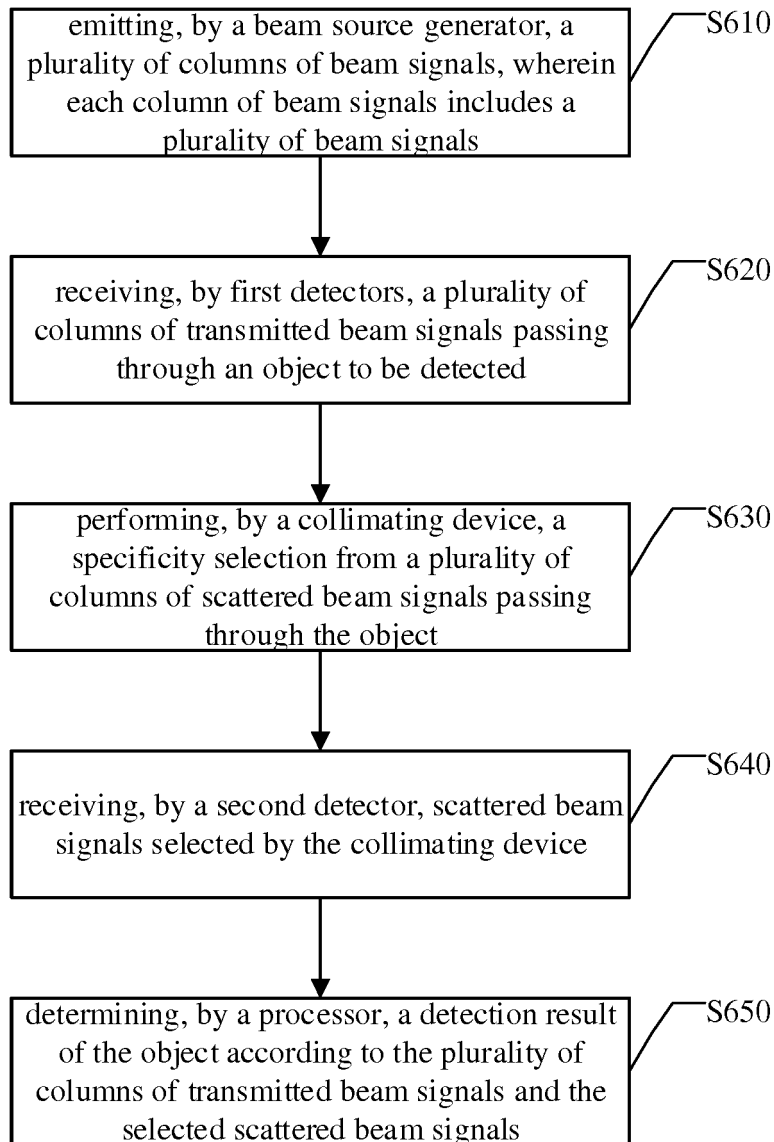 emitting, by a beam source generator, a
plurality of columns of beam signals, wherein
each column of beam signals includes a
plurality of beam signals
S610
receiving, by first detectors, a plurality of
columns of transmitted beam signals passing
through an object to be detected
S620
performing, by a collimating device, a
specificity selection from a plurality of
columns of scattered beam signals passing
through the object
S630
receiving, by a second detector, scattered beam
signals selected by the collimating device
S640
determining, by a processor, a detection result
of the object according to the plurality of
columns of transmitted beam signals and the
selected scattered beam signals
S650